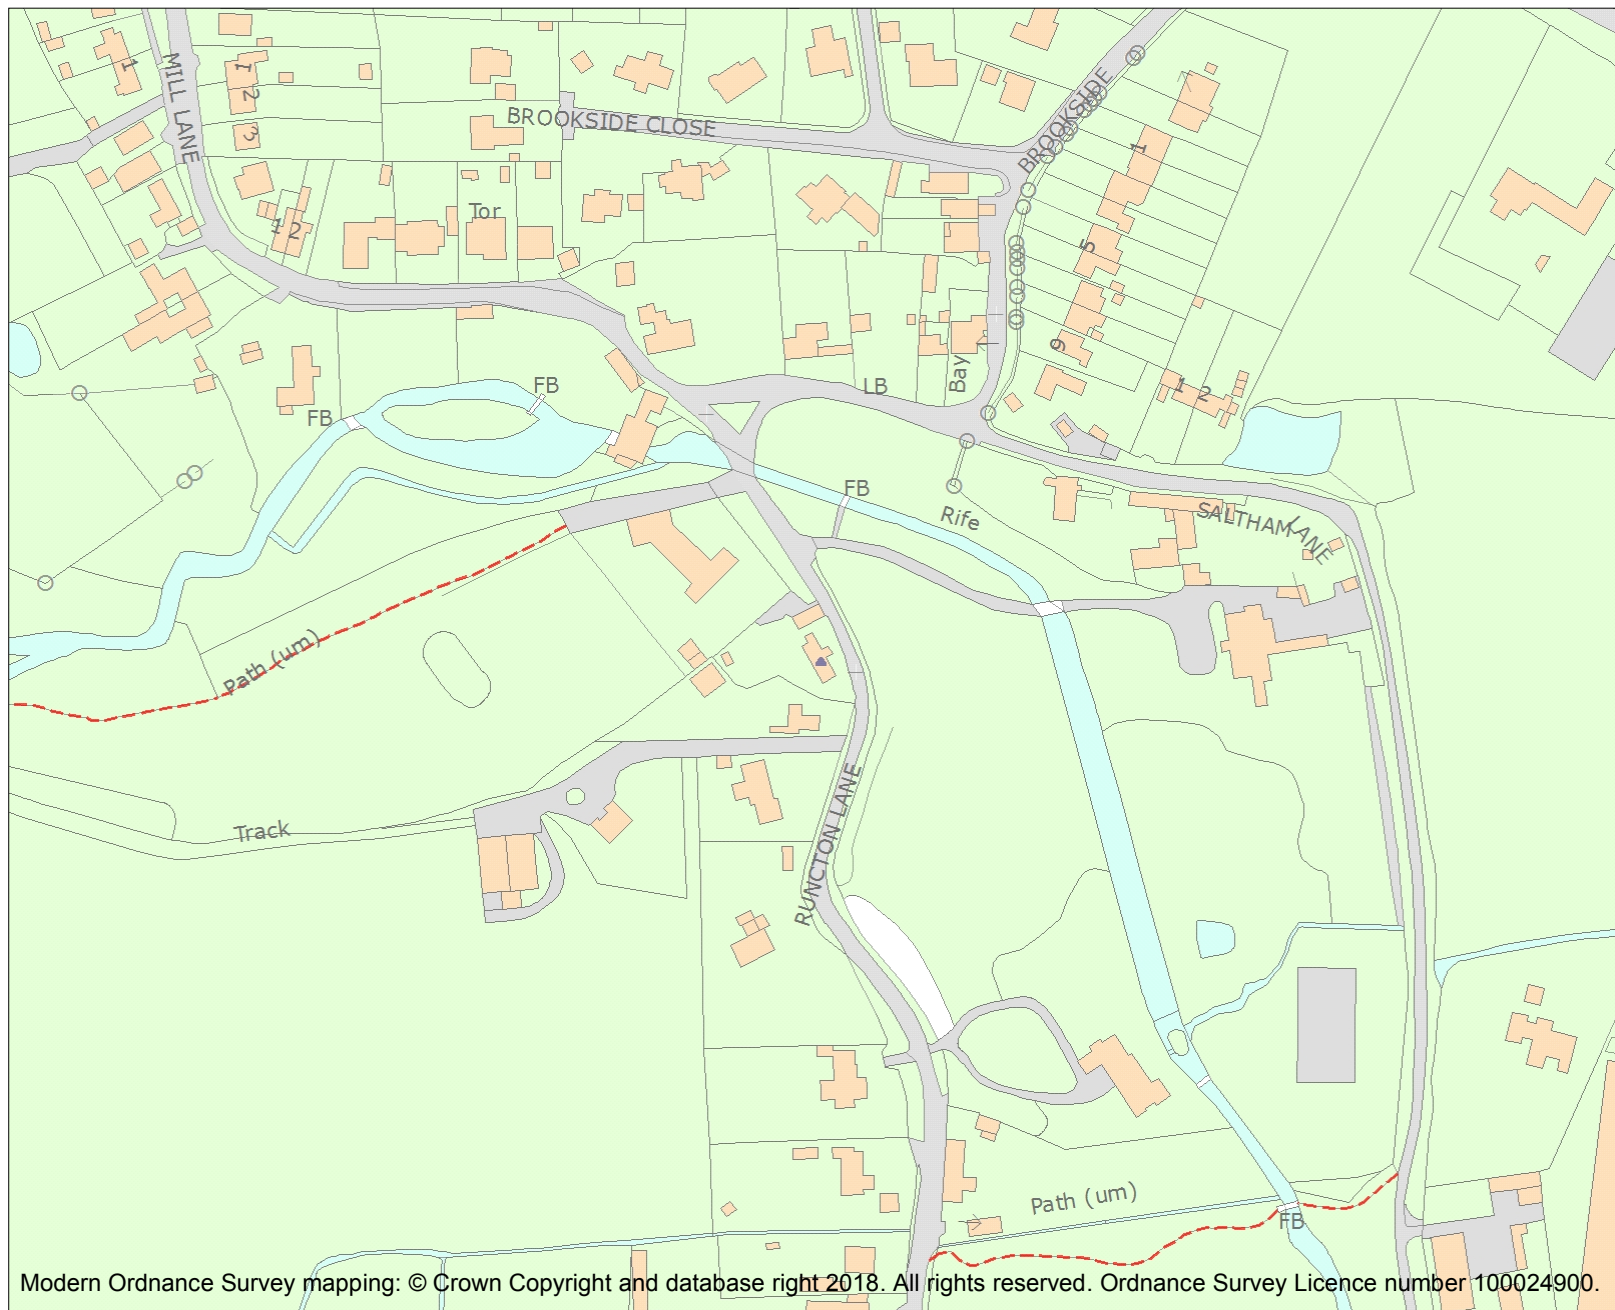 1
MILL LANE
1
2
3
BROOKSIDE CLOSE
BROOKSIDE
1
Tor
1 2
5
9
Bay
LB
FB
FB
1 2
FB
Rife
SALTHAM LANE
Path (um)
Track
RUNCTON LANE
Path (um)
FB
Modern Ordnance Survey mapping: © Crown Copyright and database right 2018. All rights reserved. Ordnance Survey Licence number 100024900.